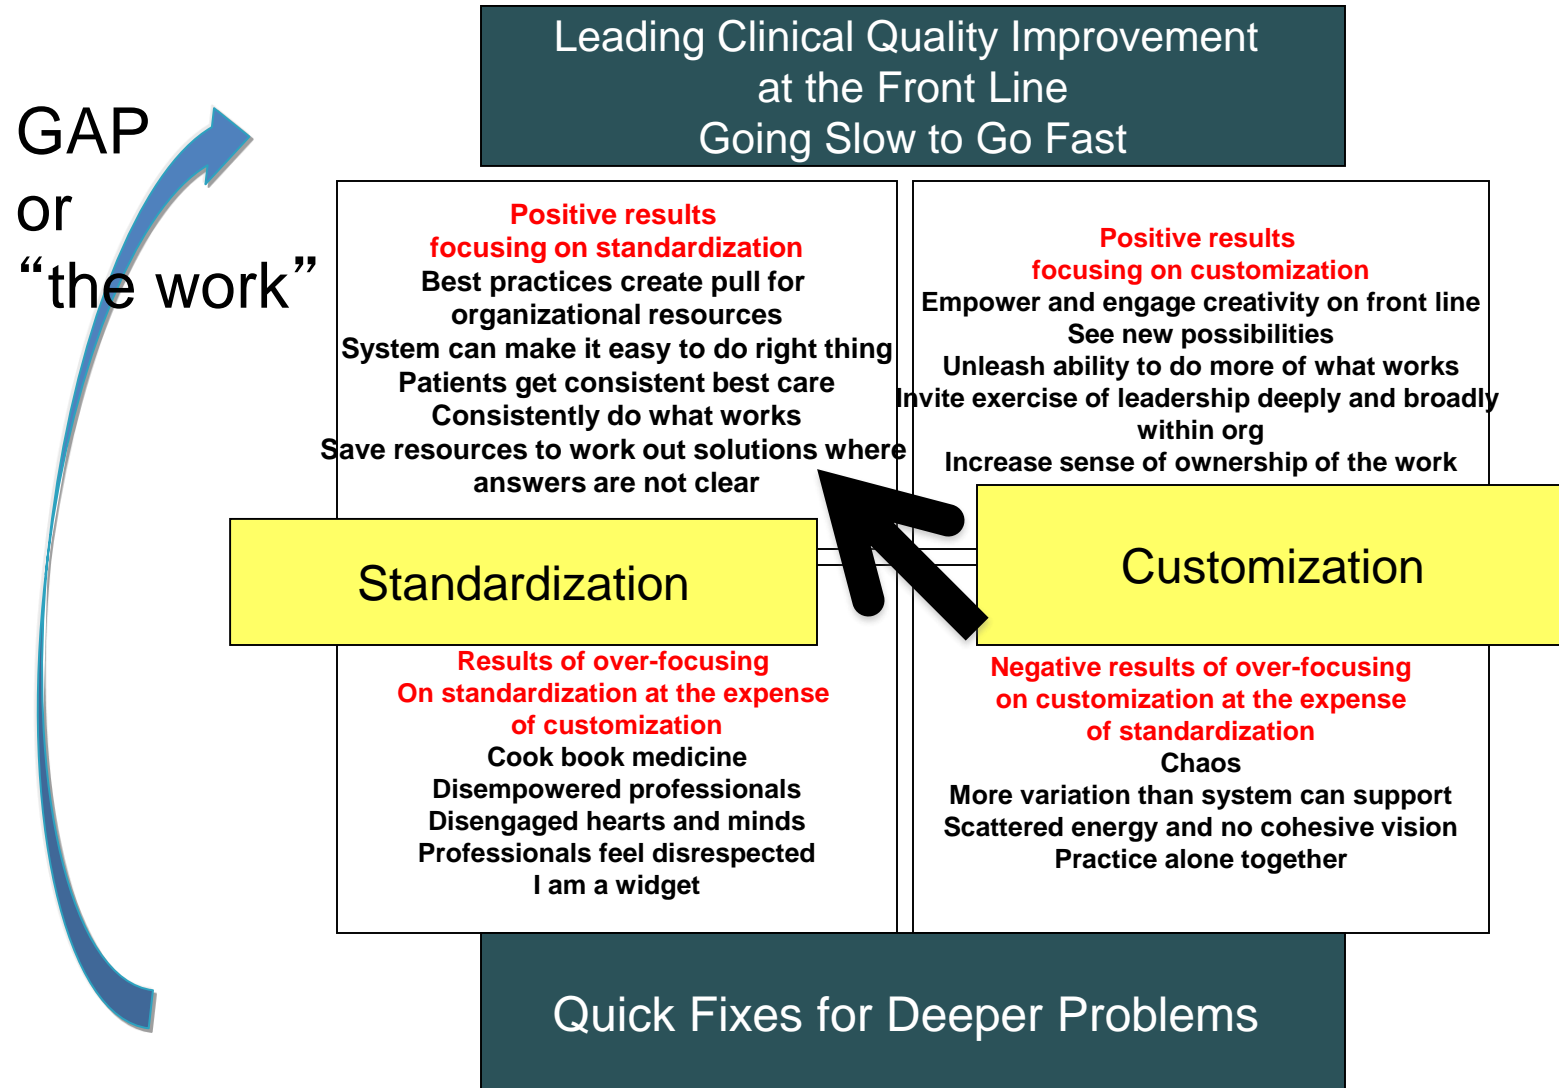 Leading Clinical Quality Improvement
at the Front Line
Going Slow to Go Fast
GAP
or
“the work”
Positive results
focusing on standardization
Best practices create pull for
organizational resources
System can make it easy to do right thing
Patients get consistent best care
Consistently do what works
Save resources to work out solutions where
answers are not clear
Positive results
focusing on customization
Empower and engage creativity on front line
See new possibilities
Unleash ability to do more of what works
Invite exercise of leadership deeply and broadly
within org
Increase sense of ownership of the work
Standardization
Customization
Results of over-focusing
On standardization at the expense
of customization
Cook book medicine
Disempowered professionals
Disengaged hearts and minds
Professionals feel disrespected
I am a widget
Negative results of over-focusing
on customization at the expense
of standardization
Chaos
More variation than system can support
Scattered energy and no cohesive vision
Practice alone together
Quick Fixes for Deeper Problems